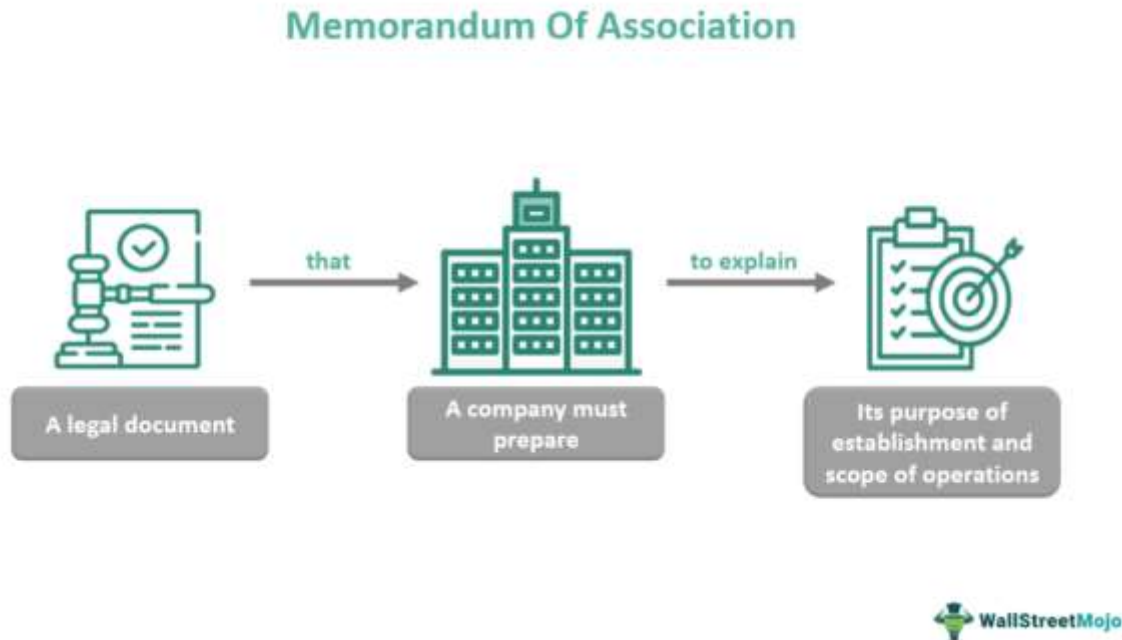 Memorandum Of Association
that
to explain
A legal document
A company must
prepare
Its purpose of
establishment and
scope of operations
WallStreetMojo